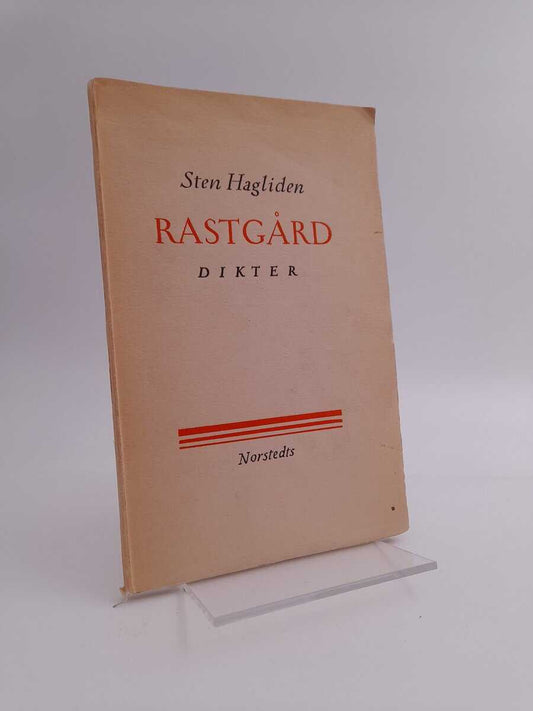 Sten Hagliden
RASTGÅRD
DIKTER
Norstedts